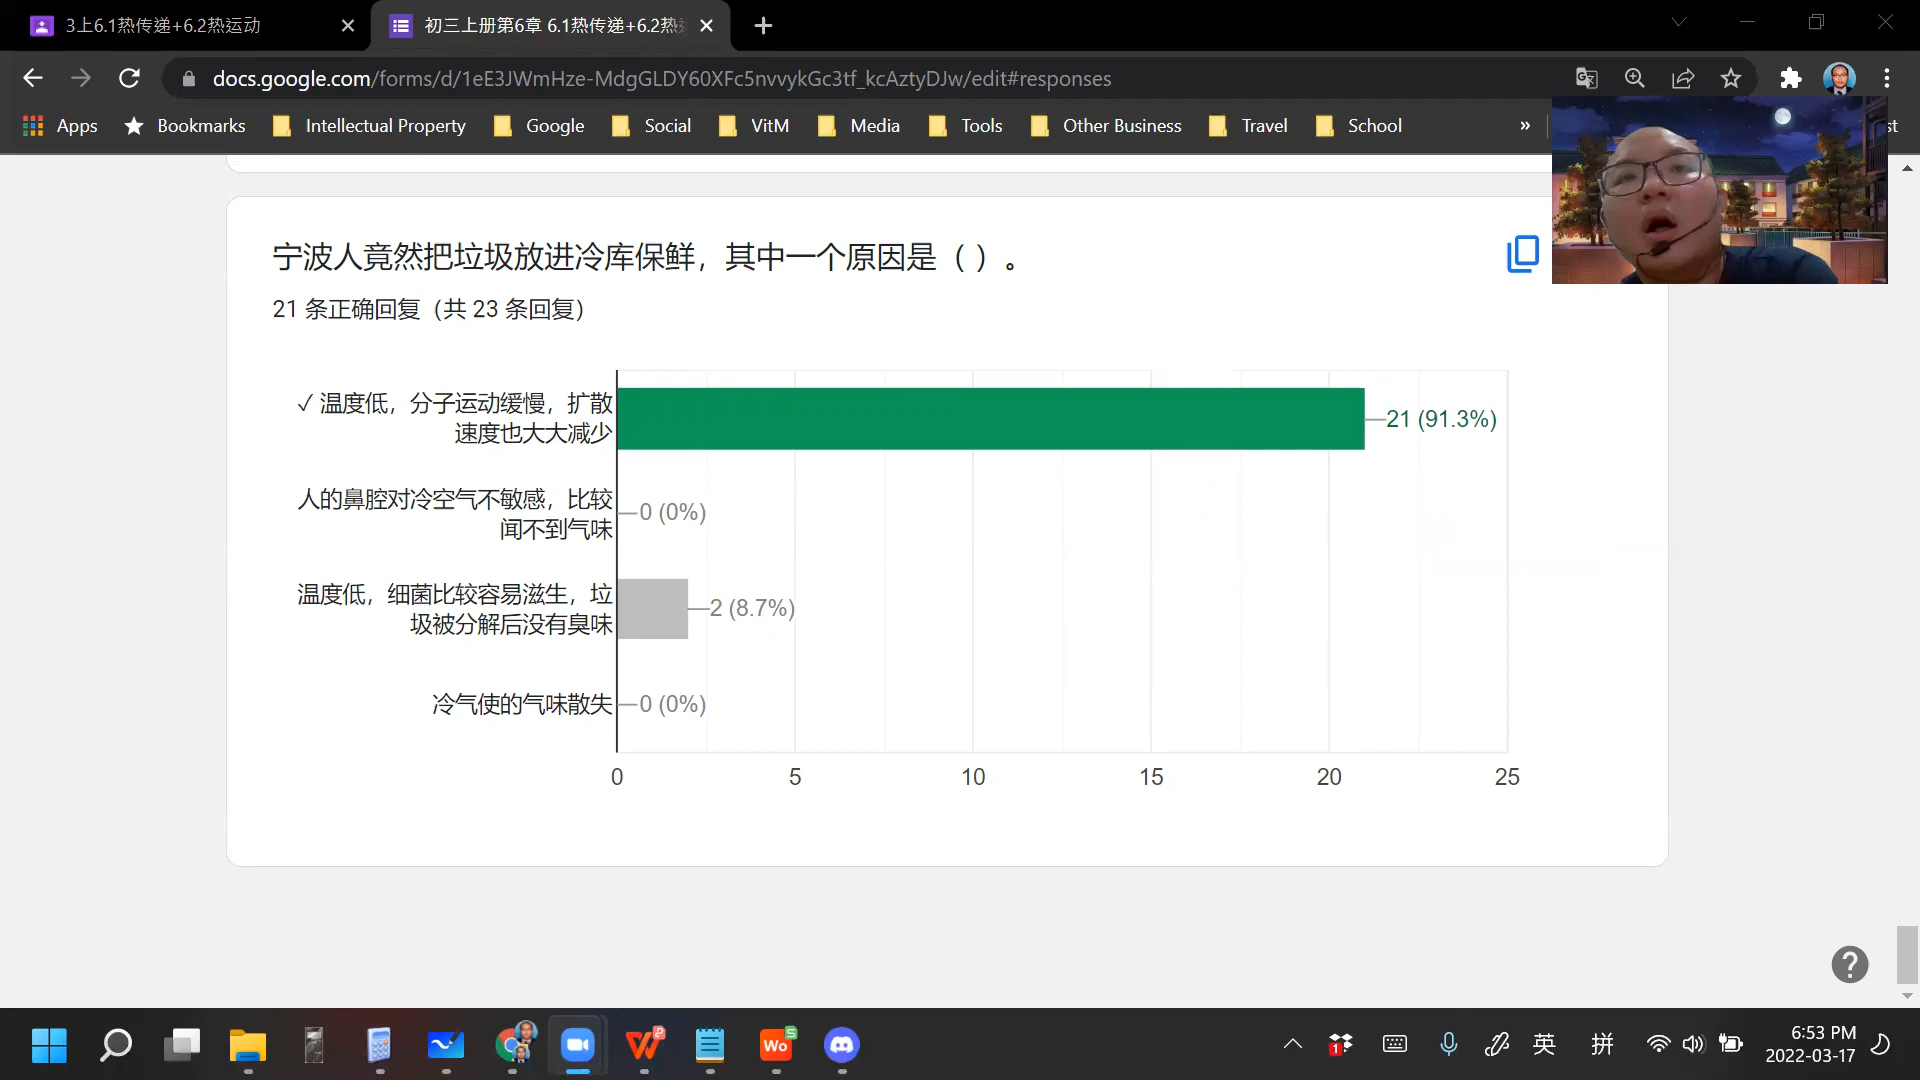 3上6.1热传递+6.2热运动
初三上册第6章 6.1热传递+6.2热
docs.google.com/forms/d/1eE3JWmHze-MdgGLDY60XFc5nvvykGc3tf_kcAztyDJw/edit#responses
Apps Bookmarks Intellectual Property Google Social VitM Media Tools Other Business Travel School » st
宁波人竟然把垃圾放进冷库保鲜，其中一个原因是（ ）。
21 条正确回复（共 23 条回复）
✓ 温度低，分子运动缓慢，扩散
速度也大大减少
21 (91.3%)
人的鼻腔对冷空气不敏感，比较
闻不到气味
0 (0%)
温度低，细菌比较容易滋生，垃
圾被分解后没有臭味
2 (8.7%)
冷气使的气味散失
0 (0%)
0 5 10 15 20 25
Wo S
1
英 拼
6:53 PM
2022-03-17